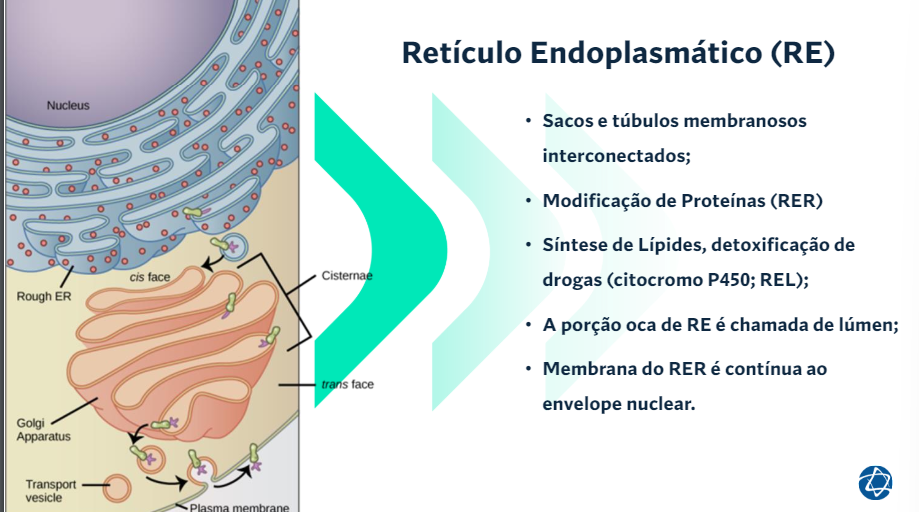 Retículo Endoplasmático (RE)
• Sacos e túbulos membranosos
interconectados;
• Modificação de Proteínas (RER)
• Síntese de Lípides, detoxificação de
drogas (citocromo P450; REL);
• A porção oca de RE é chamada de lúmen;
• Membrana do RER é contínua ao
envelope nuclear.
Nucleus
Rough ER
cis face
Cisternae
trans face
Golgi
Apparatus
Transport
vesicle
Plasma membrane